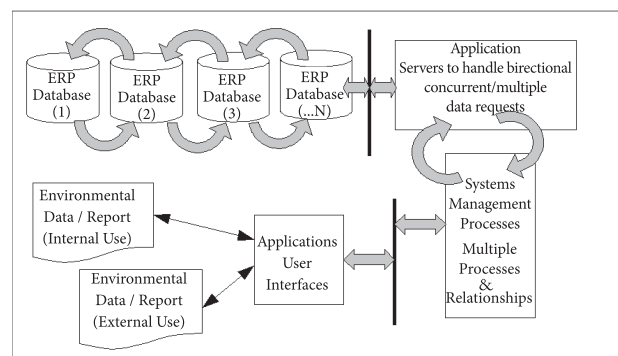 ERP
Database
(1)
ERP
Database
(2)
ERP
Database
(3)
ERP
Database
(...N)
Application
Servers to handle birectional
concurrent/multiple
data requests
Systems
Management
Processes
Multiple
Processes
&
Relationships
Environmental
Data / Report
(Internal Use)
Applications
User
Interfaces
Environmental
Data / Report
(External Use)